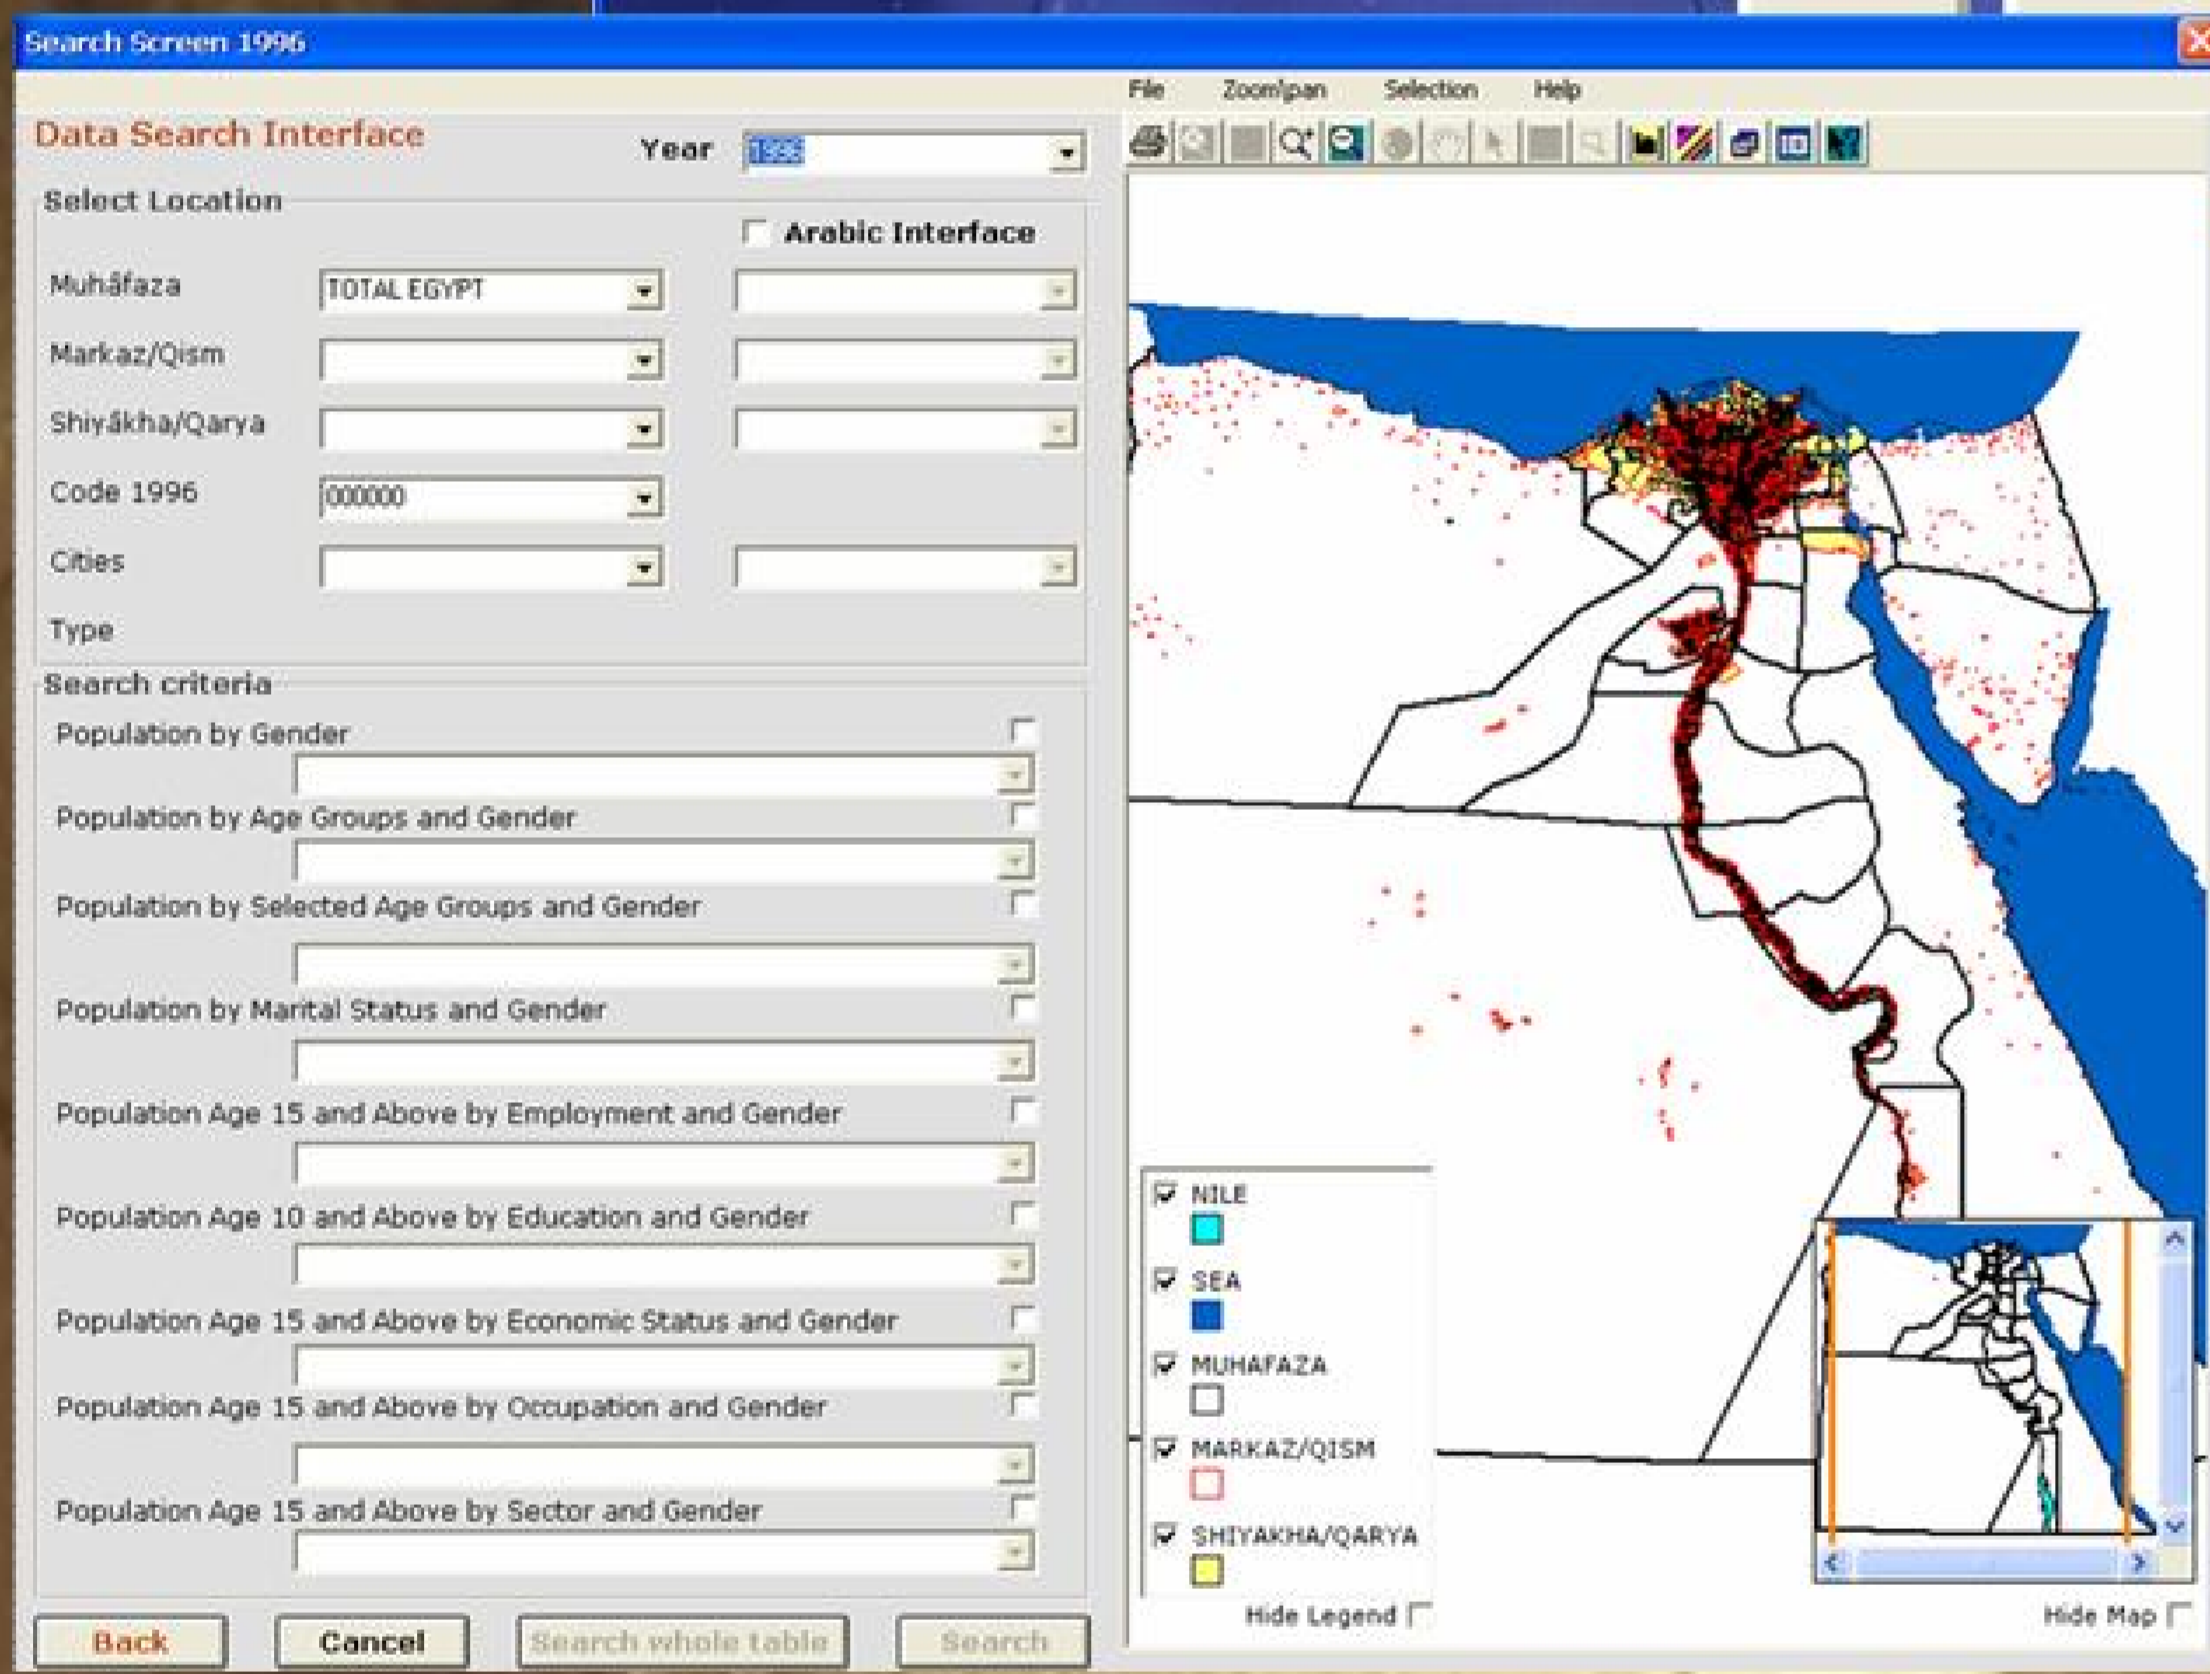 Search Screen 1996
File Zoom\pan Selection Help
Data Search Interface
Year 1996
Select Location
Arabic Interface
Muhâfaza TOTAL EGYPT
Markaz/Qism
Shiyâkha/Qarya
Code 1996 000000
Cities
Type
Search criteria
Population by Gender
Population by Age Groups and Gender
Population by Selected Age Groups and Gender
Population by Marital Status and Gender
Population Age 15 and Above by Employment and Gender
Population Age 10 and Above by Education and Gender
Population Age 15 and Above by Economic Status and Gender
Population Age 15 and Above by Occupation and Gender
Population Age 15 and Above by Sector and Gender
Back Cancel Search whole table Search
NILE
SEA
MUHAFAZA
MARKAZ/QISM
SHIYAKHA/QARYA
Hide Legend
Hide Map